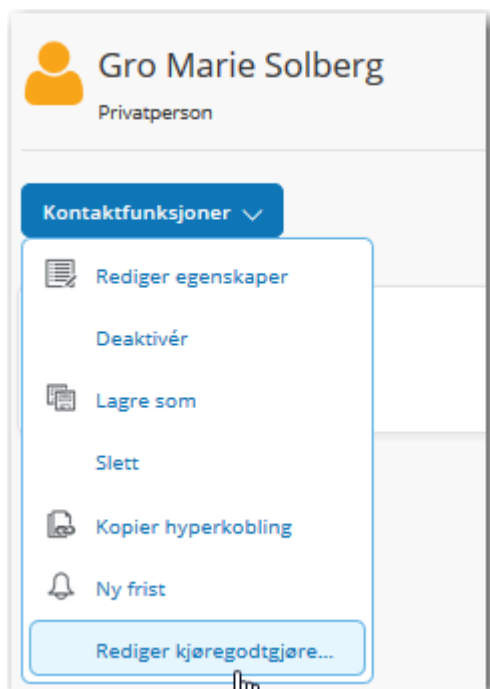 Gro Marie Solberg
Privatperson
Kontaktfunksjoner
Rediger egenskaper
Deaktivér
Lagre som
Slett
Kopier hyperkobling
Ny frist
Rediger kjøregodtgjøre...